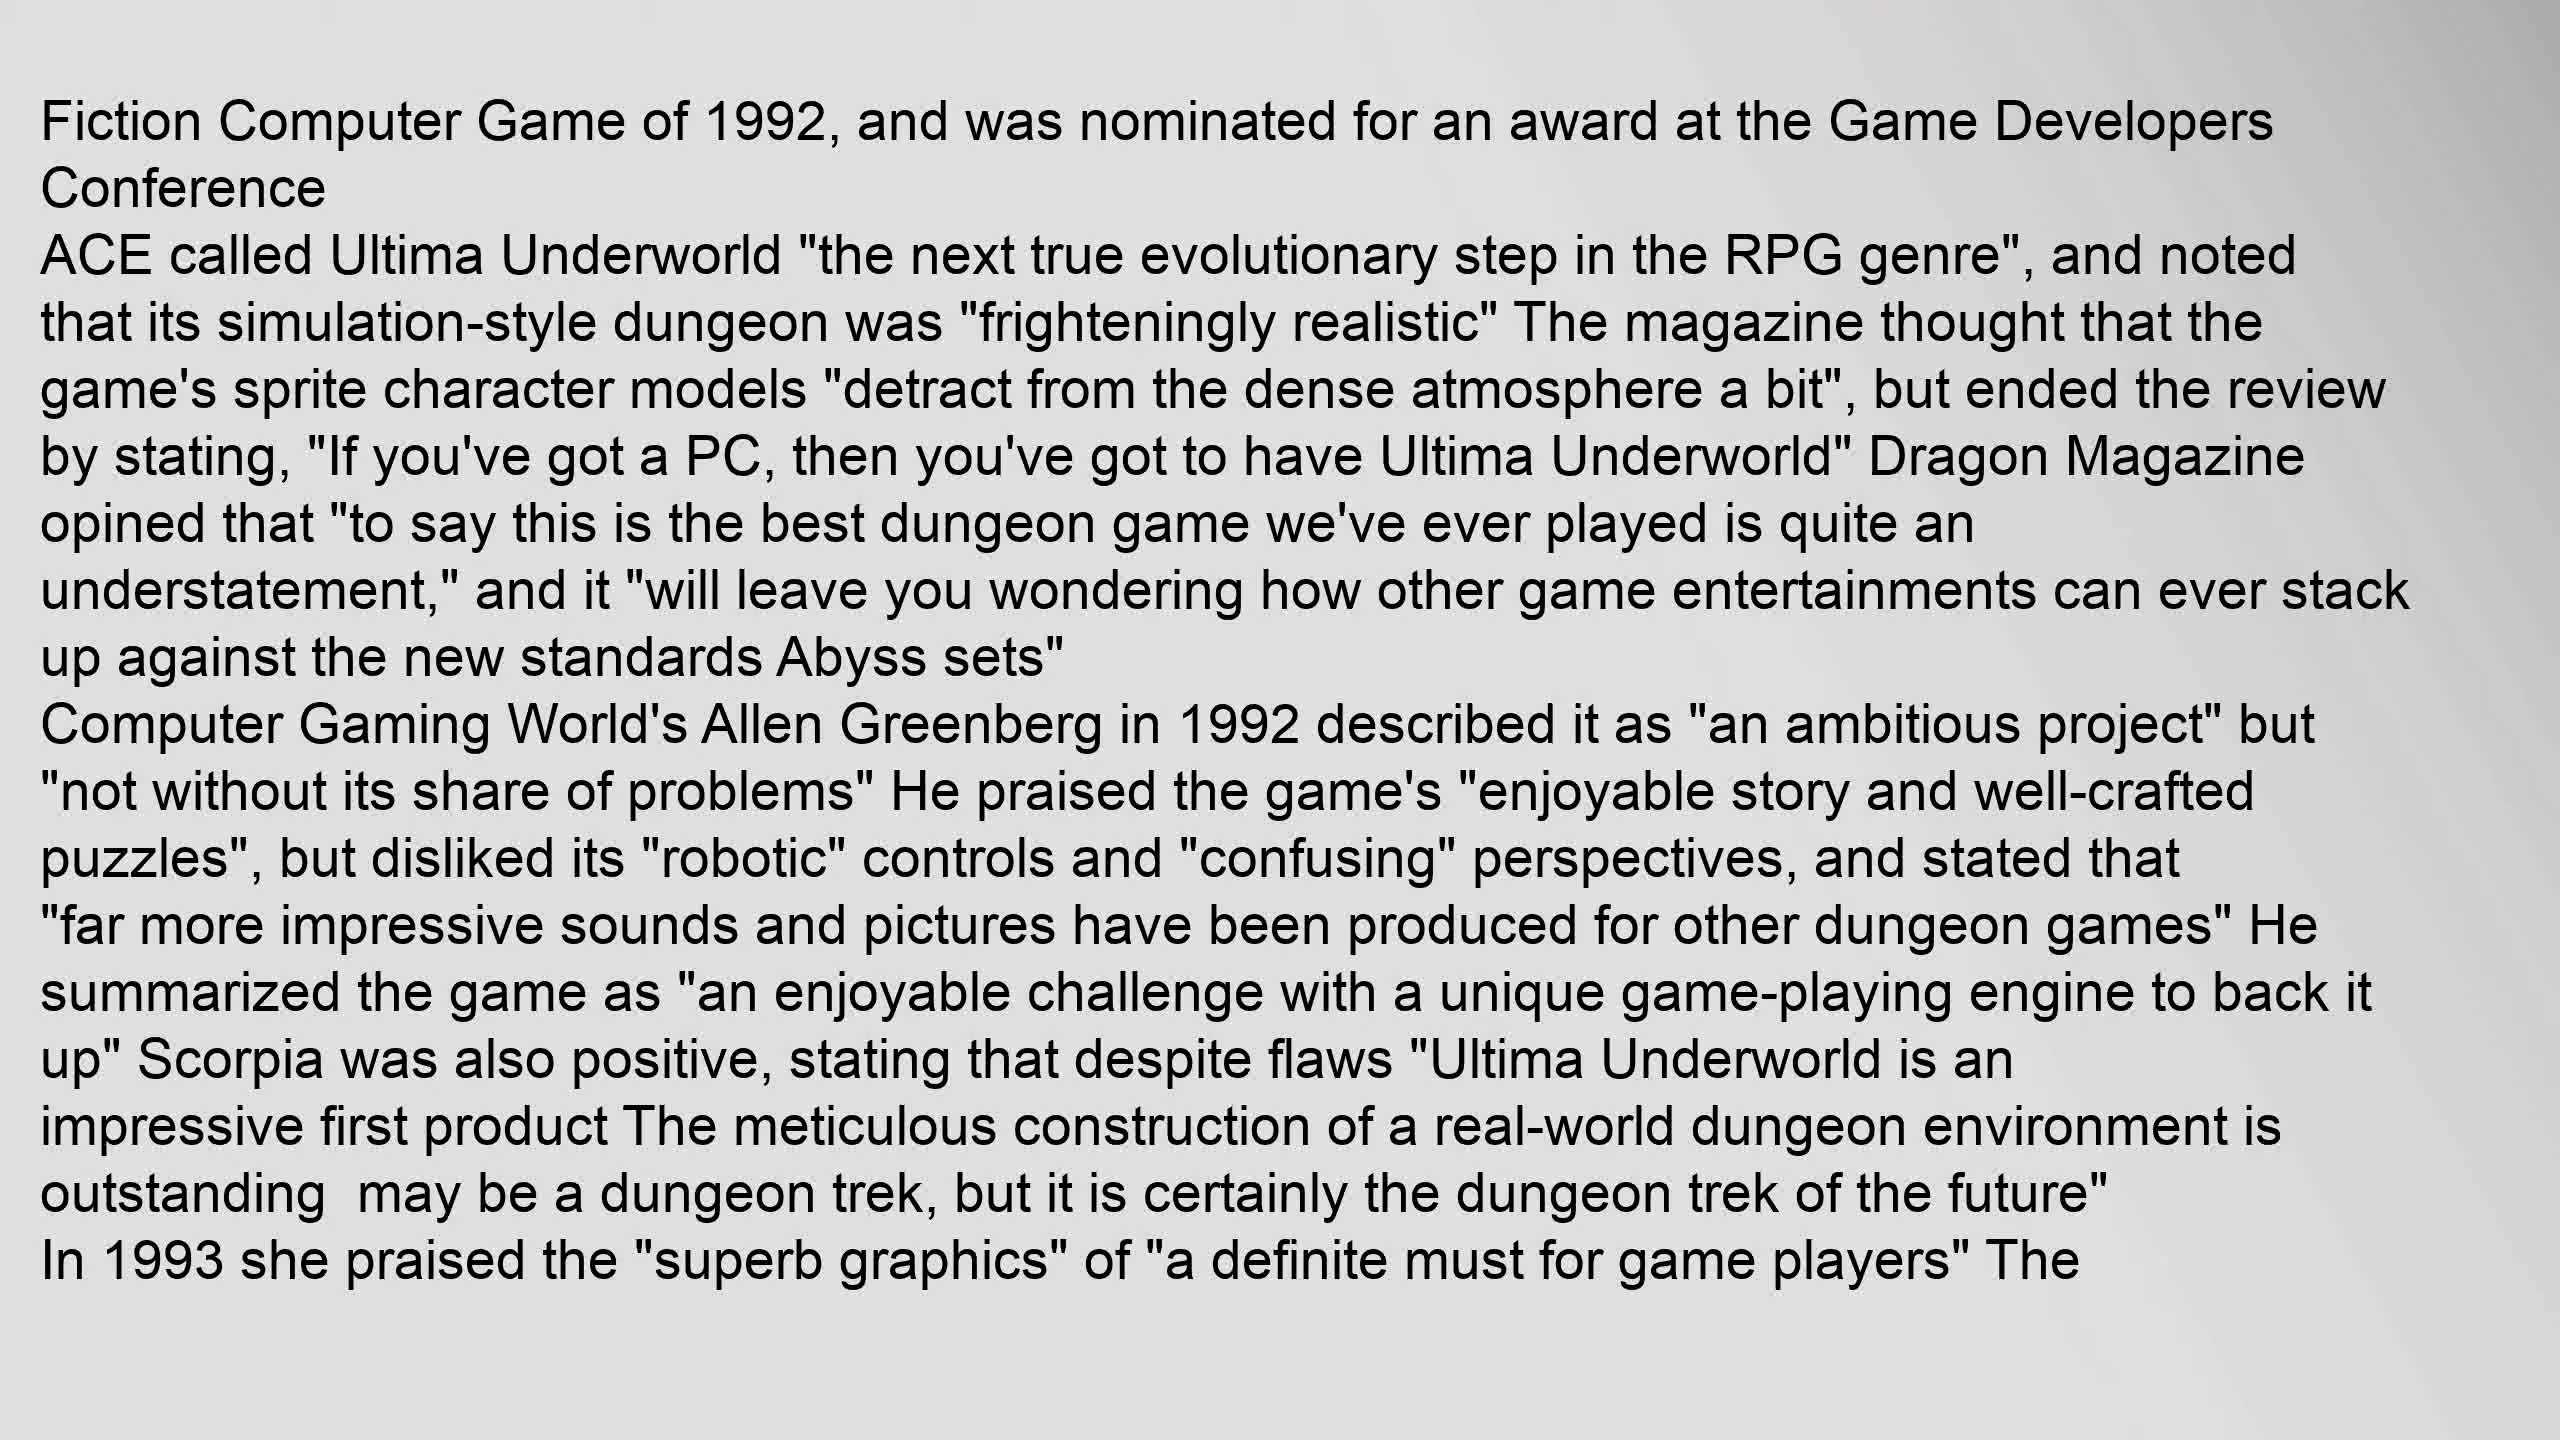 Fiction Computer Game of 1992, and was nominated for an award at the Game Developers
Conference
ACE called Ultima Underworld "the next true evolutionary step in the RPG genre", and noted
that its simulation-style dungeon was "frighteningly realistic" The magazine thought that the
game's sprite character models "detract from the dense atmosphere a bit", but ended the review
by stating, "If you've got a PC, then you've got to have Ultima Underworld" Dragon Magazine
opined that "to say this is the best dungeon game we've ever played is quite an
understatement," and it "will leave you wondering how other game entertainments can ever stack
up against the new standards Abyss sets"
Computer Gaming World's Allen Greenberg in 1992 described it as "an ambitious project" but
"not without its share of problems" He praised the game's "enjoyable story and well-crafted
puzzles", but disliked its "robotic" controls and "confusing" perspectives, and stated that
"far more impressive sounds and pictures have been produced for other dungeon games" He
summarized the game as "an enjoyable challenge with a unique game-playing engine to back it
up" Scorpia was also positive, stating that despite flaws "Ultima Underworld is an
impressive first product The meticulous construction of a real-world dungeon environment is
outstanding  may be a dungeon trek, but it is certainly the dungeon trek of the future"
In 1993 she praised the "superb graphics" of "a definite must for game players" The